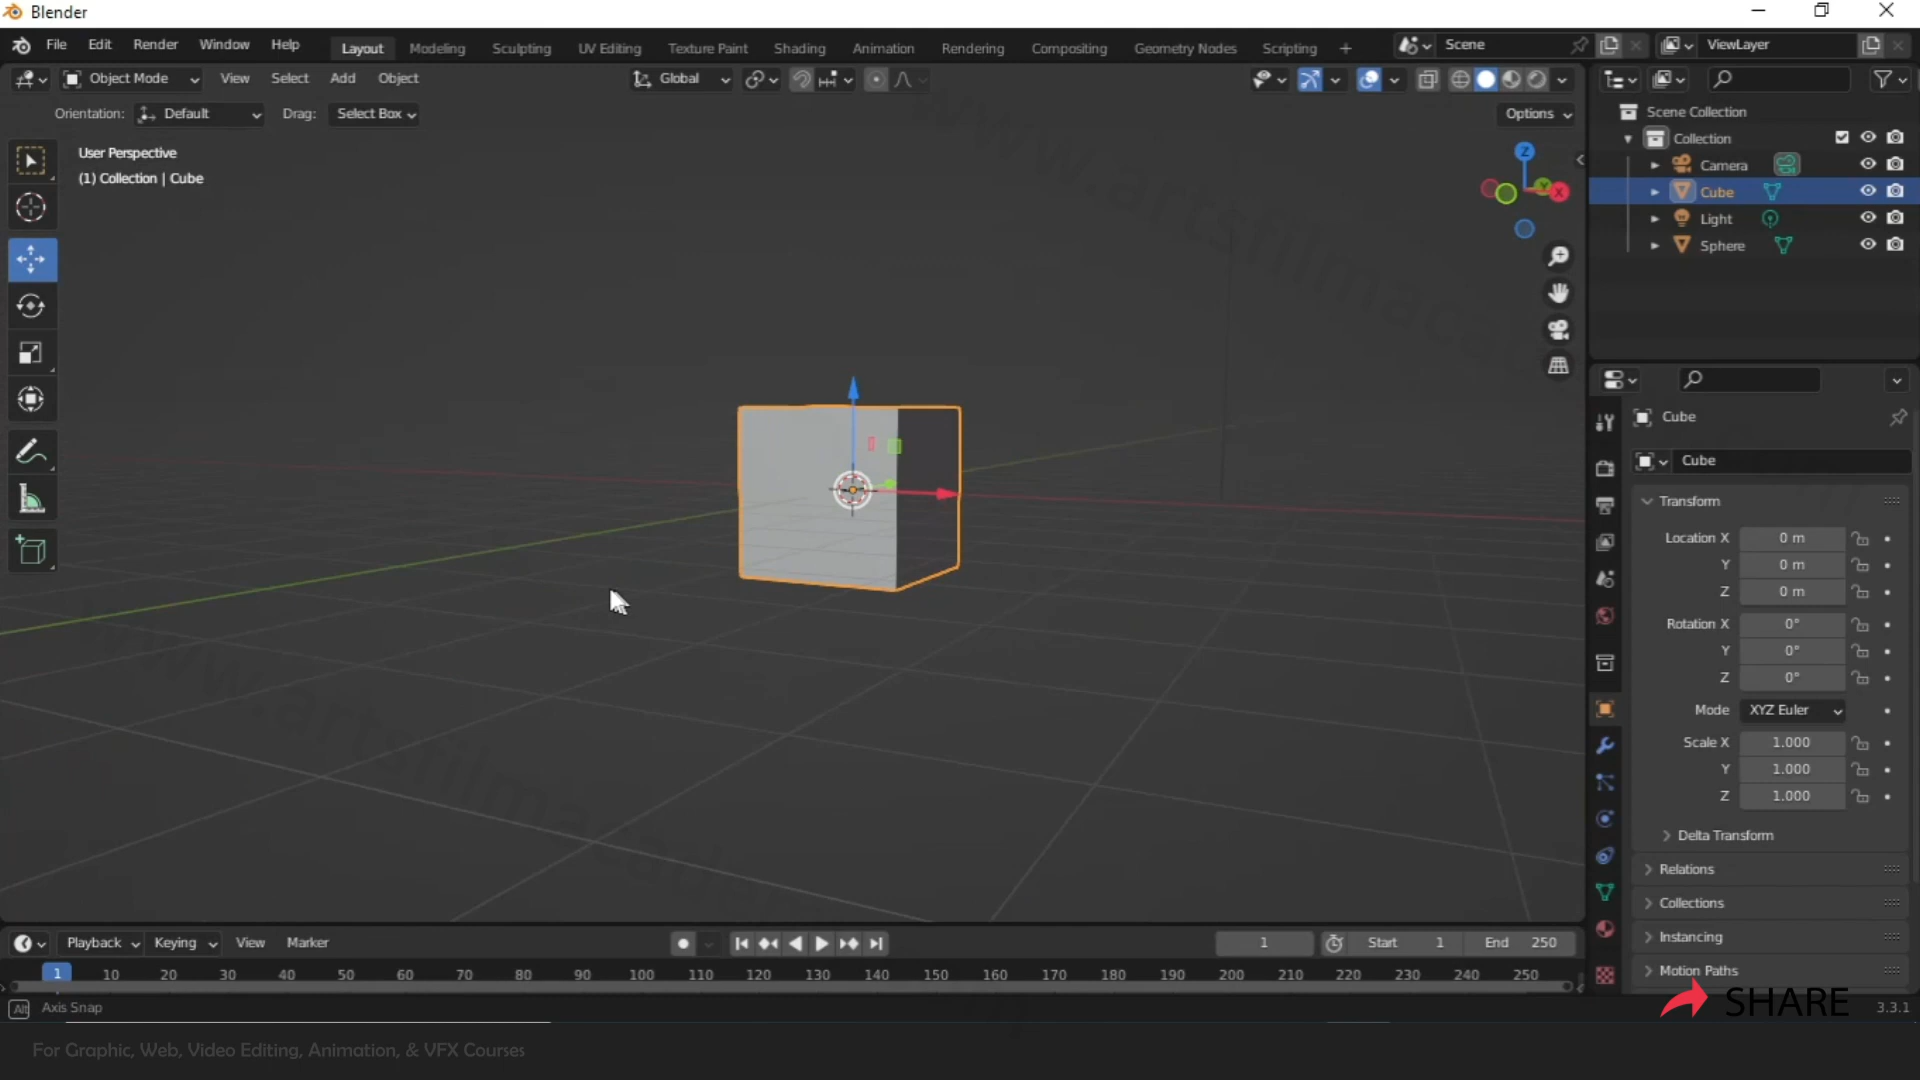 Blender
File Edit Render Window Help Layout Modeling Sculpting UV Editing Texture Paint Shading Animation Rendering Compositing Geometry Nodes Scripting + Scene ViewLayer
Object Mode View Select Add Object Global
Orientation: Default Drag: Select Box Options
User Perspective
(1) Collection | Cube
Z
Y
X
Scene Collection
Collection
Camera
Cube
Light
Sphere
Cube
Cube
Transform
Location X 0 m
Y 0 m
Z 0 m
Rotation X 0°
Y 0°
Z 0°
Mode XYZ Euler
Scale X 1.000
Y 1.000
Z 1.000
Delta Transform
Relations
Collections
Instancing
Motion Paths
Playback Keying View Marker 1 Start 1 End 250
1 10 20 30 40 50 60 70 80 90 100 110 120 130 140 150 160 170 180 190 200 210 220 230 240 250
Alt Axis Snap
SHARE 3.3.1
For Graphic, Web, Video Editing, Animation, & VFX Courses